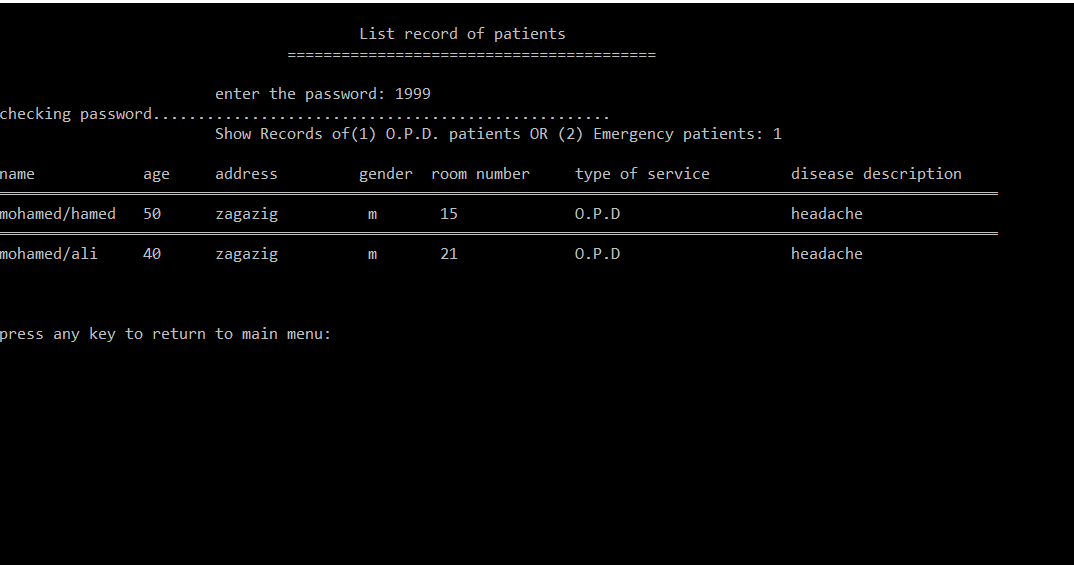 List record of patients
=========================================
enter the password: 1999
checking password...................................................
Show Records of(1) O.P.D. patients OR (2) Emergency patients: 1
name age address gender room number type of service disease description
mohamed/hamed 50 zagazig m 15 O.P.D headache
mohamed/ali 40 zagazig m 21 O.P.D headache
press any key to return to main menu: